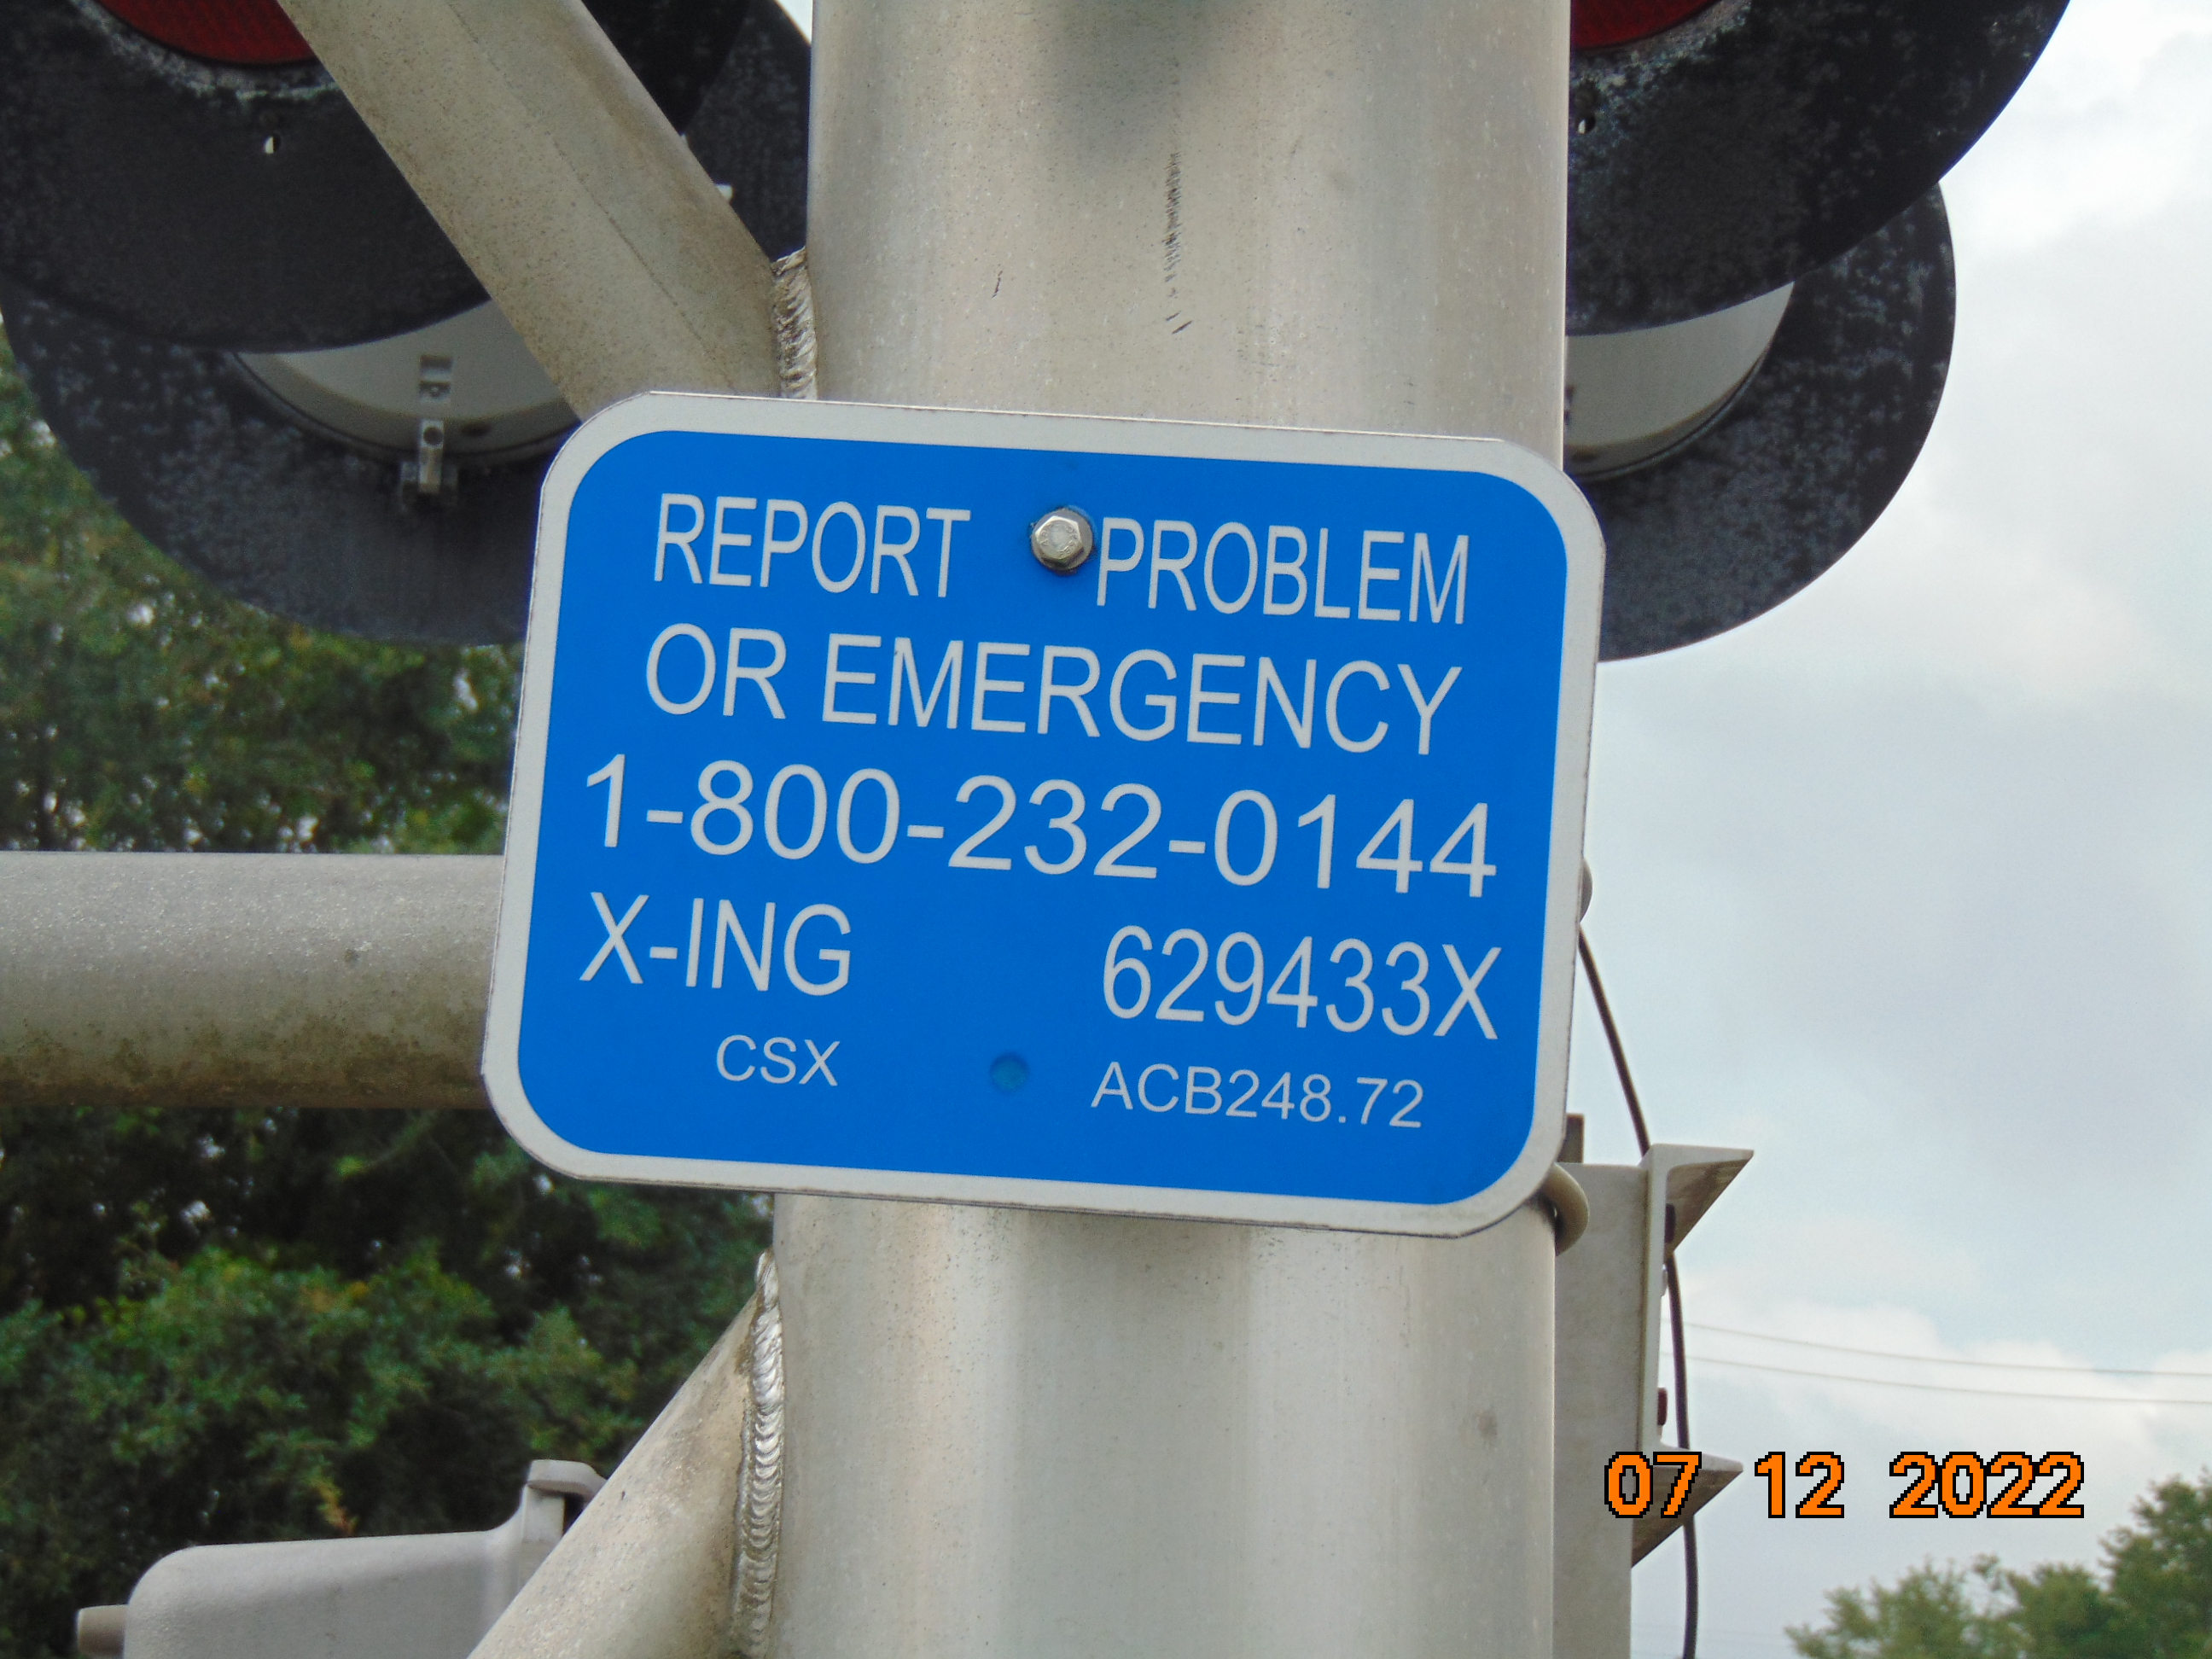 REPORT PROBLEM
OR EMERGENCY
1-800-232-0144
X-ING 629433X
CSX ACB248.72
07 12 2022